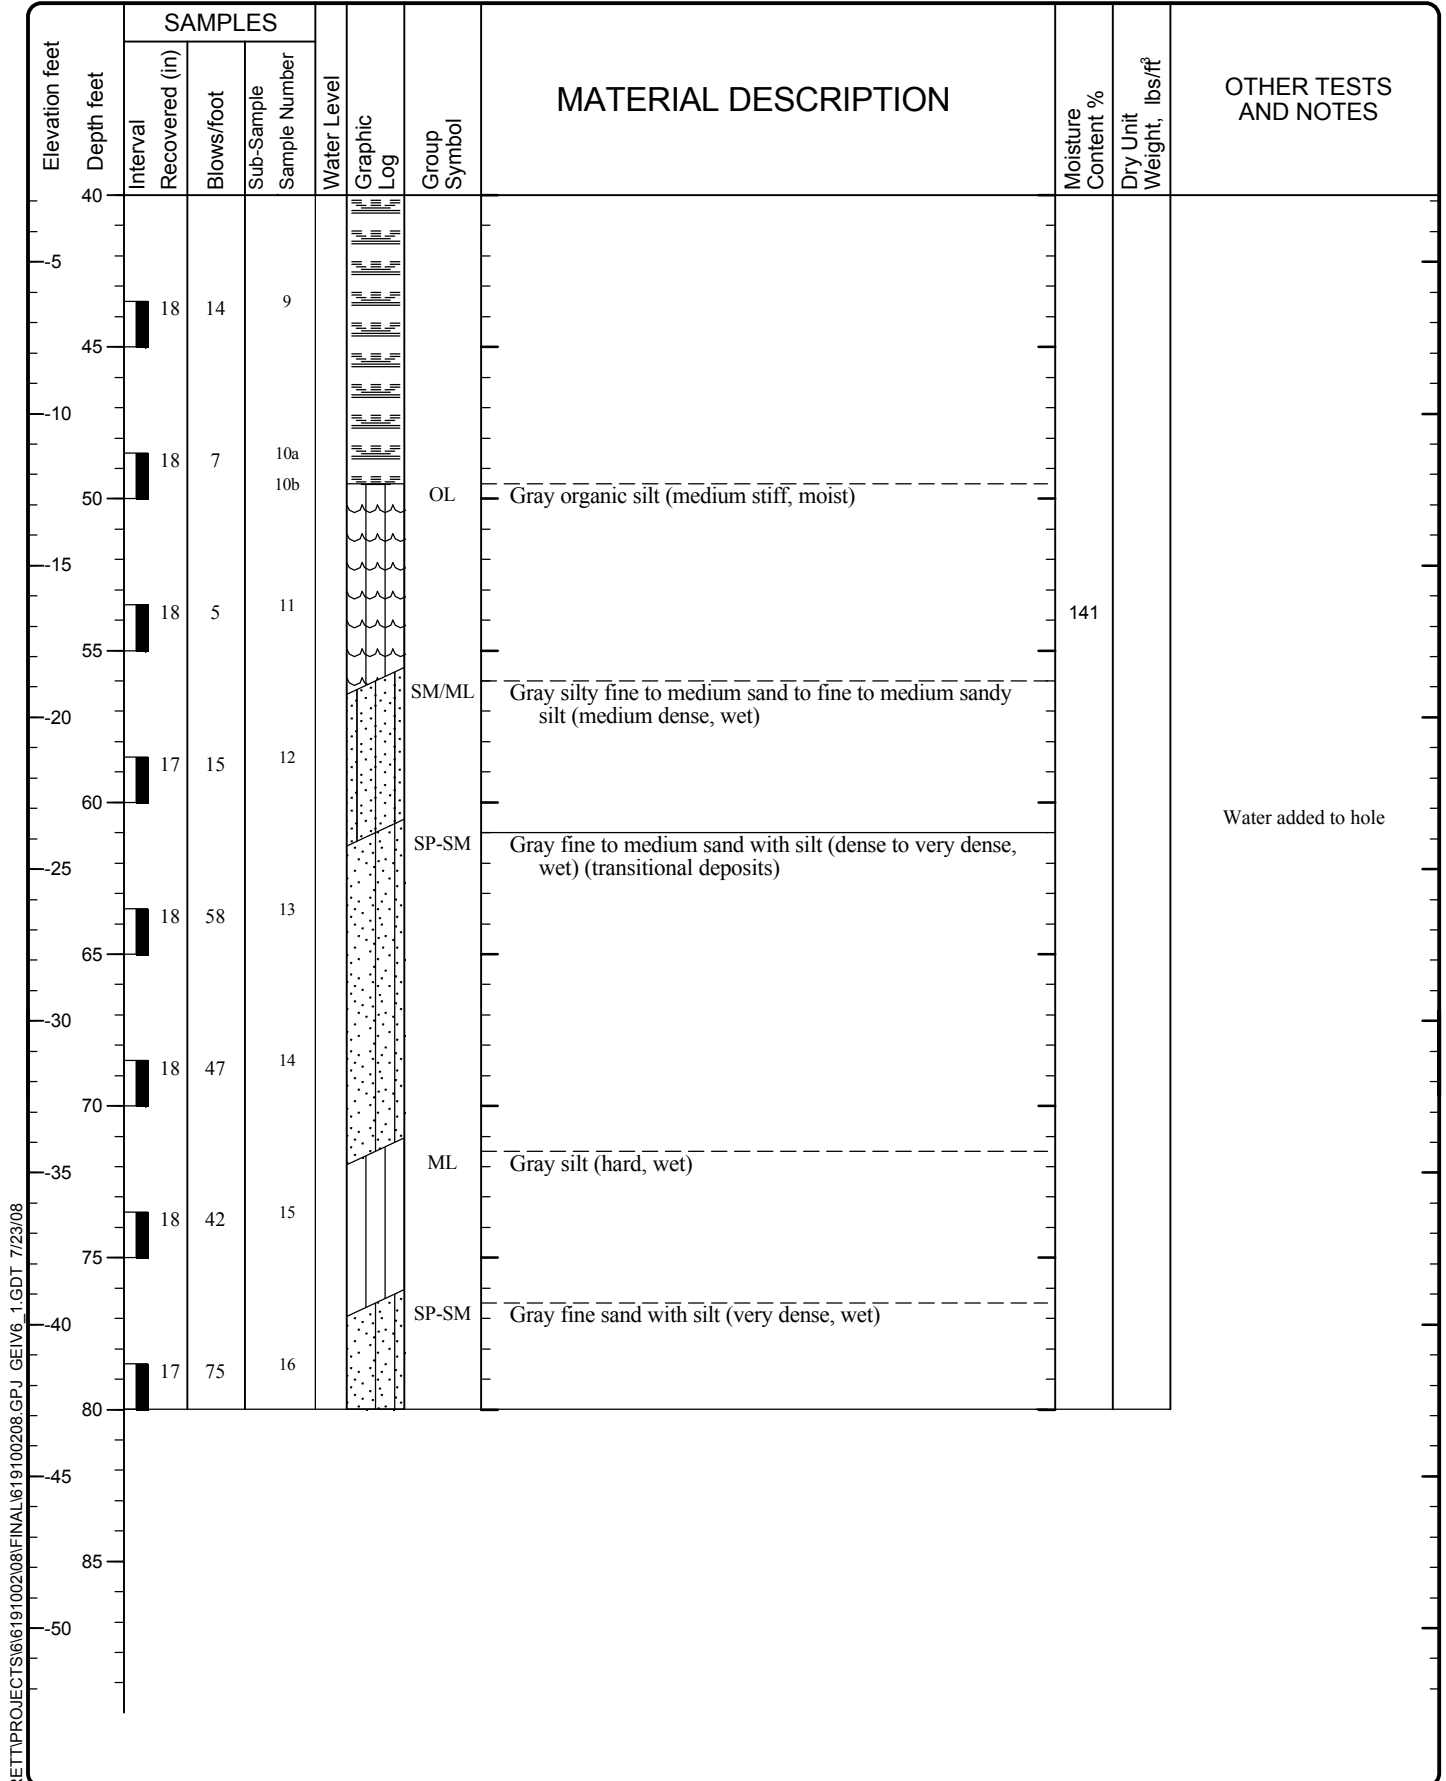 SAMPLES
Elevation feet
Depth feet
Interval
Recovered (in)
Blows/foot
Sub-Sample
Sample Number
Water Level
Graphic
Log
Group
Symbol
MATERIAL DESCRIPTION
Moisture
Content %
Dry Unit
Weight, lbs/ft³
OTHER TESTS
AND NOTES
40
-5
18 14 9
45
-10
18 7 10a
10b
50 OL Gray organic silt (medium stiff, moist)
-15
18 5 11 141
55
SM/ML Gray silty fine to medium sand to fine to medium sandy
silt (medium dense, wet)
-20
17 15 12
60
Water added to hole
SP-SM Gray fine to medium sand with silt (dense to very dense,
wet) (transitional deposits)
-25
18 58 13
65
-30
18 47 14
70
ML Gray silt (hard, wet)
-35
18 42 15
75
SP-SM Gray fine sand with silt (very dense, wet)
-40
17 75 16
80
-45
85
-50
RETT\PROJECTS\6\6191002\08\FINAL\619100208.GPJ GEIV6_1.GDT 7/23/08